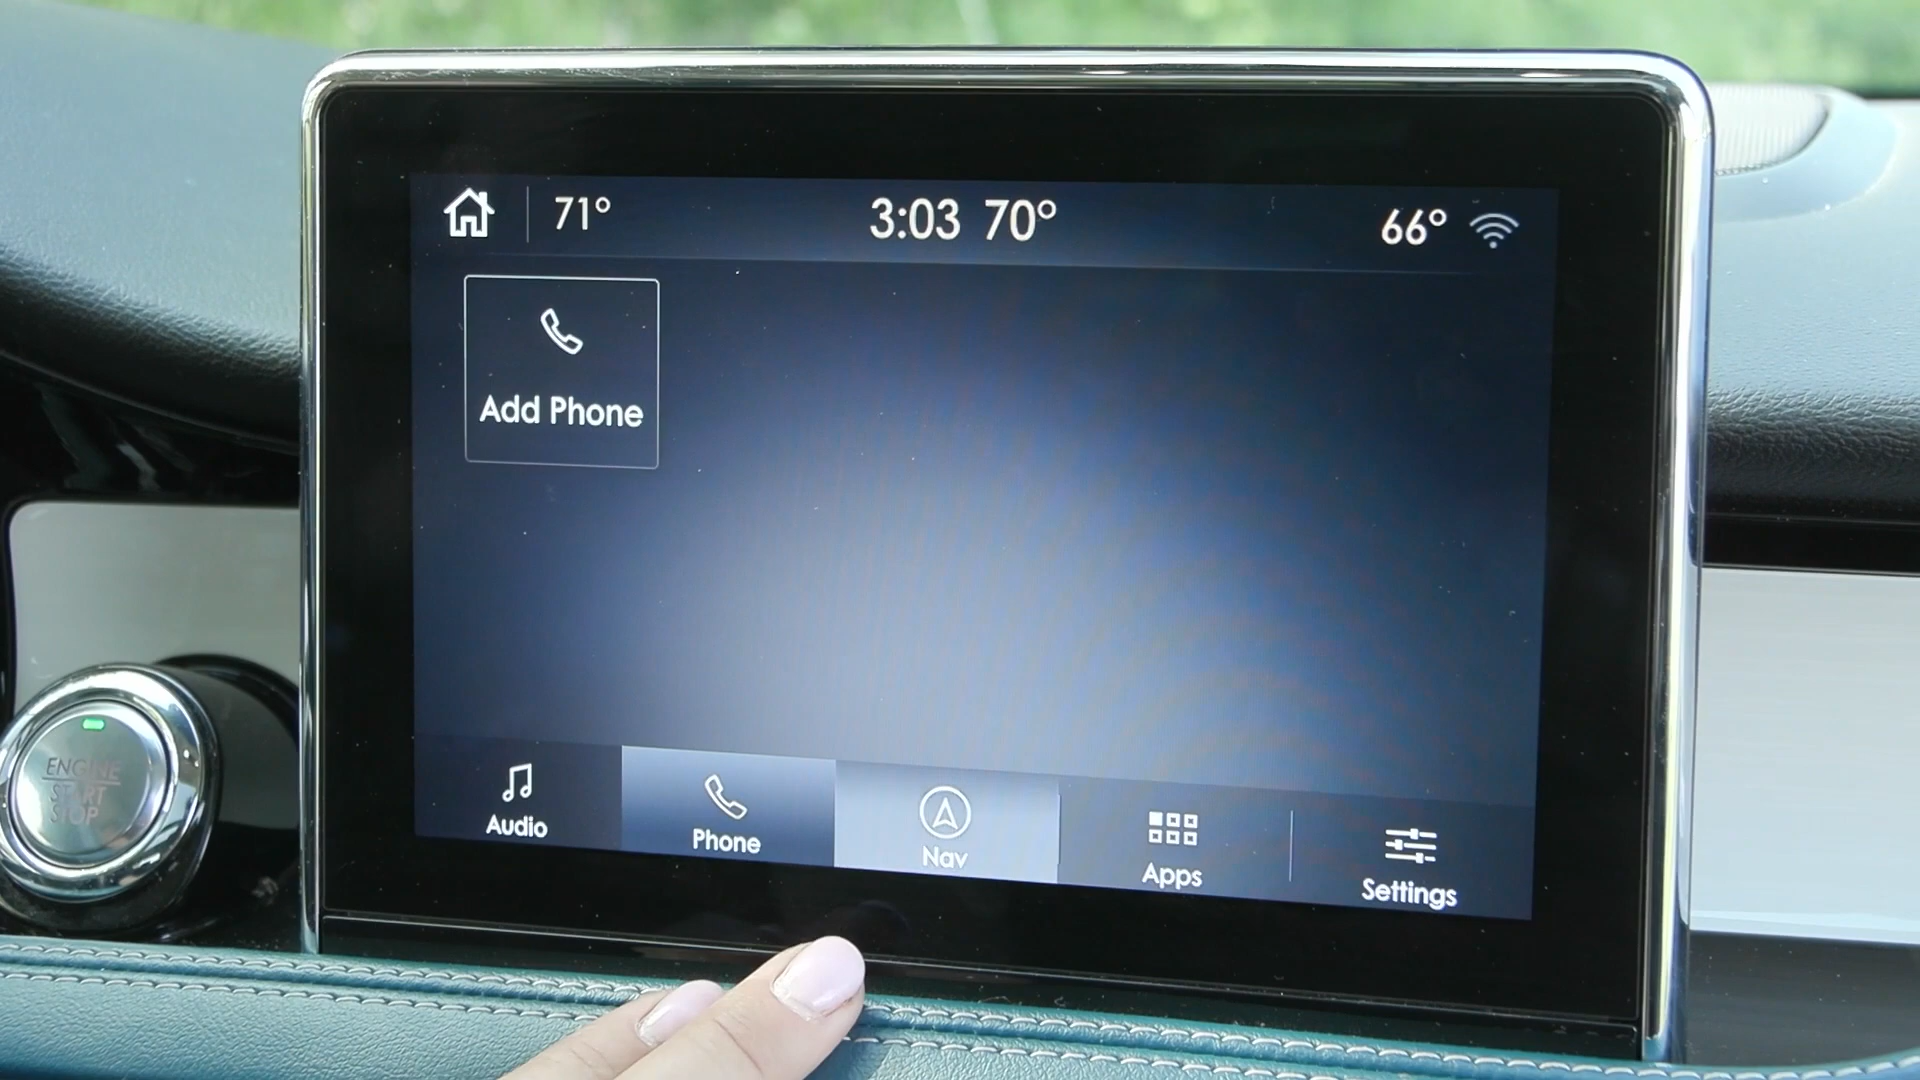 71° 3:03 70° 66°
Add Phone
Audio Phone Nav Apps Settings
ENGINE
START
STOP